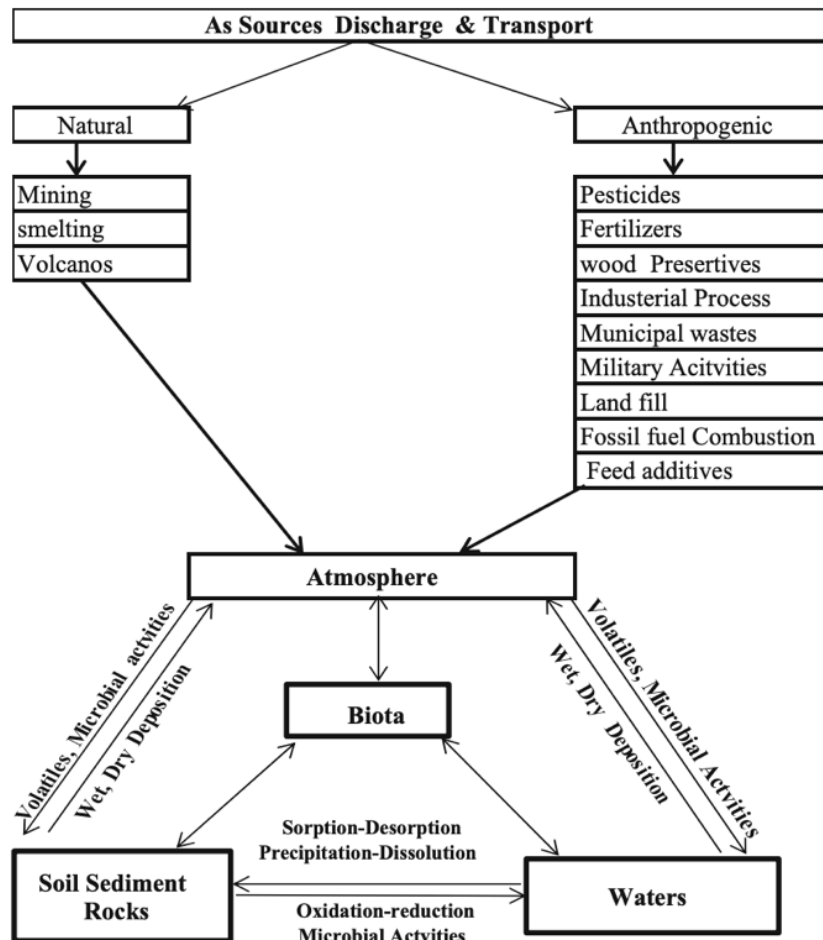 As Sources Discharge & Transport
Natural
Anthropogenic
Mining
smelting
Volcanos
Pesticides
Fertilizers
wood Presertives
Industerial Process
Municipal wastes
Military Acitvities
Land fill
Fossil fuel Combustion
Feed additives
Atmosphere
Volatiles, Microbial actvities
Wet, Dry Deposition
Biota
Wet, Dry Deposition
Volatiles, Microbial Actvities
Sorption-Desorption
Precipitation-Dissolution
Soil Sediment
Rocks
Waters
Oxidation-reduction
Microbial Actvities